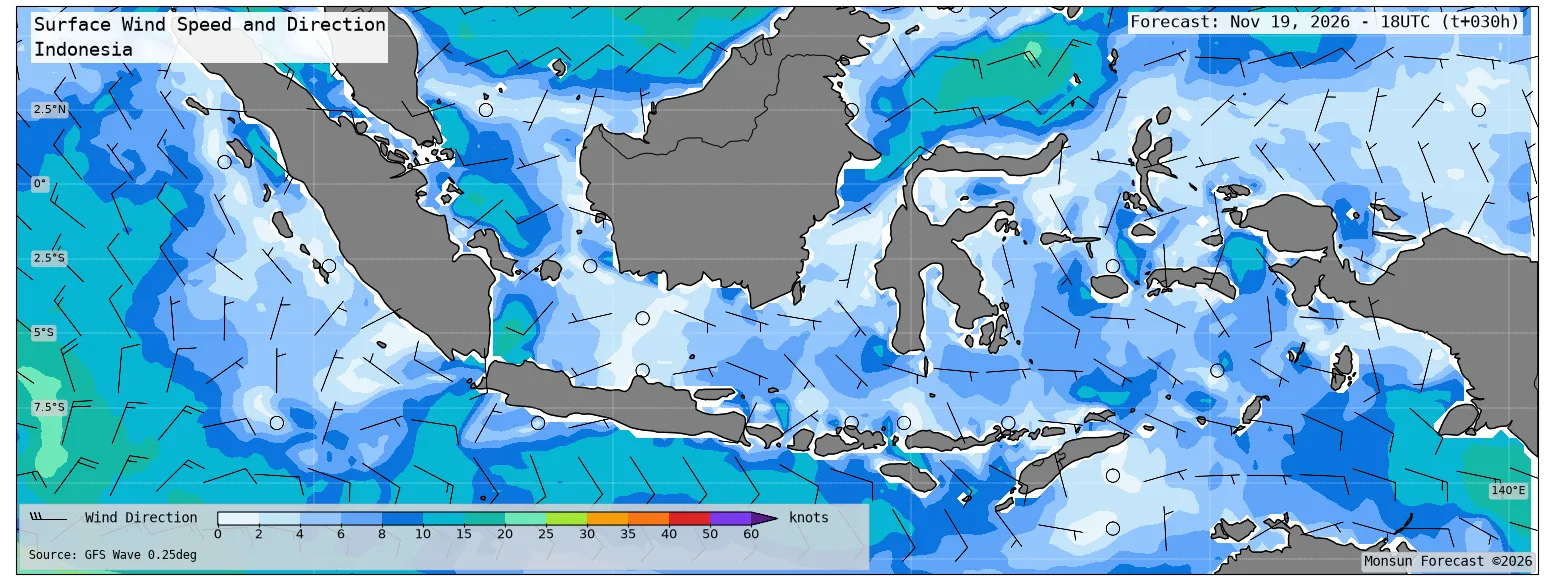 Surface Wind Speed and Direction
Indonesia
Forecast: Nov 19, 2026 - 18UTC (t+030h)
2.5°N
0°
2.5°S
5°S
7.5°S
140°E
Wind Direction
knots
0 2 4 6 8 10 15 20 25 30 35 40 50 60
Source: GFS Wave 0.25deg
Monsun Forecast ©2026